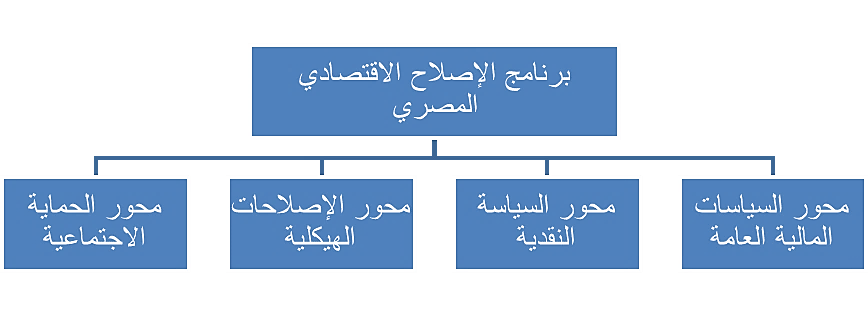 برنامج الإصلاح الاقتصادي
المصري
محور السياسات
المالية العامة
محور السياسة
النقدية
محور الإصلاحات
الهيكلية
محور الحماية
الاجتماعية